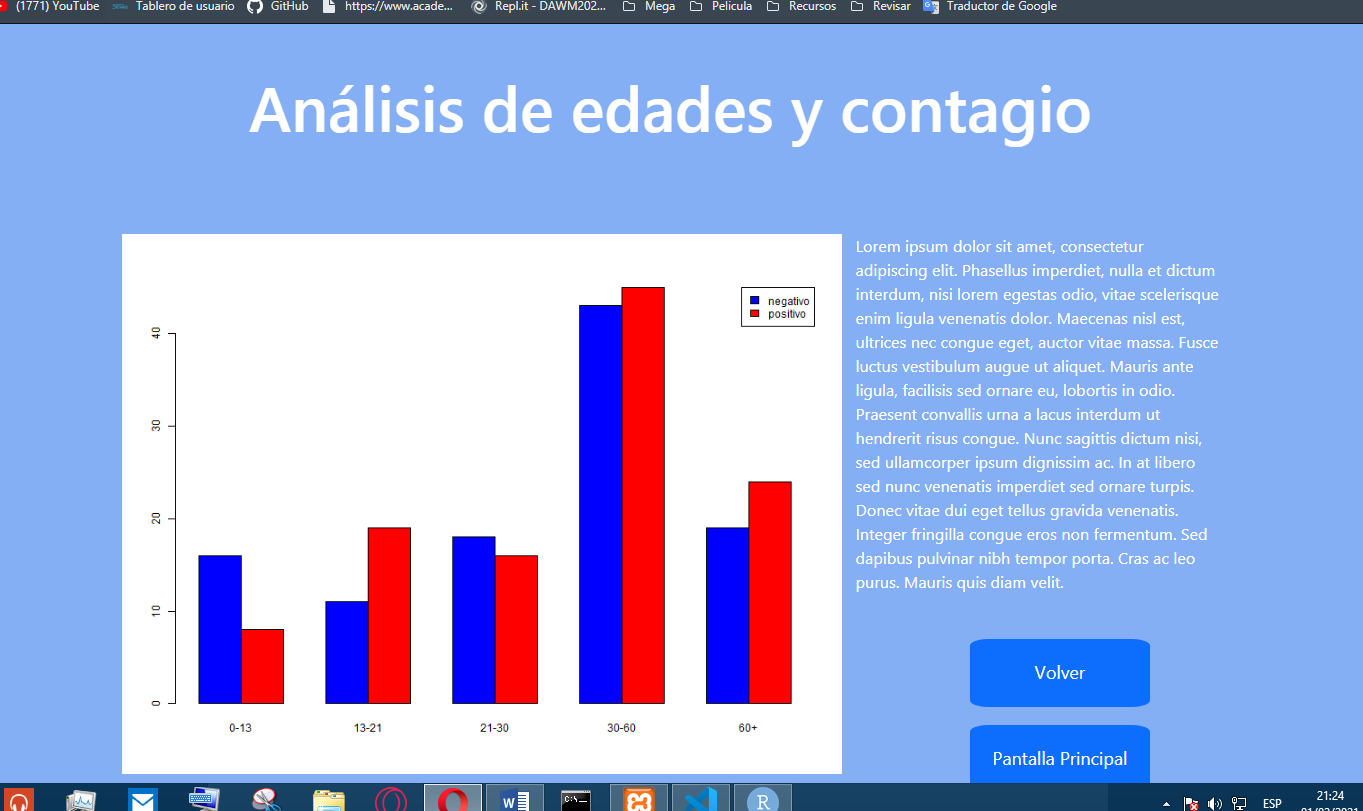 (1771) YouTube Tablero de usuario GitHub https://www.acade... Repl.it - DAWM202... Mega Pelicula Recursos Revisar Traductor de Google
Análisis de edades y contagio
negativo
positivo
40
30
20
10
0
0-13 13-21 21-30 30-60 60+
Lorem ipsum dolor sit amet, consectetur
adipiscing elit. Phasellus imperdiet, nulla et dictum
interdum, nisi lorem egestas odio, vitae scelerisque
enim ligula venenatis dolor. Maecenas nisl est,
ultrices nec congue eget, auctor vitae massa. Fusce
luctus vestibulum augue ut aliquet. Mauris ante
ligula, facilisis sed ornare eu, lobortis in odio.
Praesent convallis urna a lacus interdum ut
hendrerit risus congue. Nunc sagittis dictum nisi,
sed ullamcorper ipsum dignissim ac. In at libero
sed nunc venenatis imperdiet sed ornare turpis.
Donec vitae dui eget tellus gravida venenatis.
Integer fringilla congue eros non fermentum. Sed
dapibus pulvinar nibh tempor porta. Cras ac leo
purus. Mauris quis diam velit.
Volver
Pantalla Principal
ESP 21:24